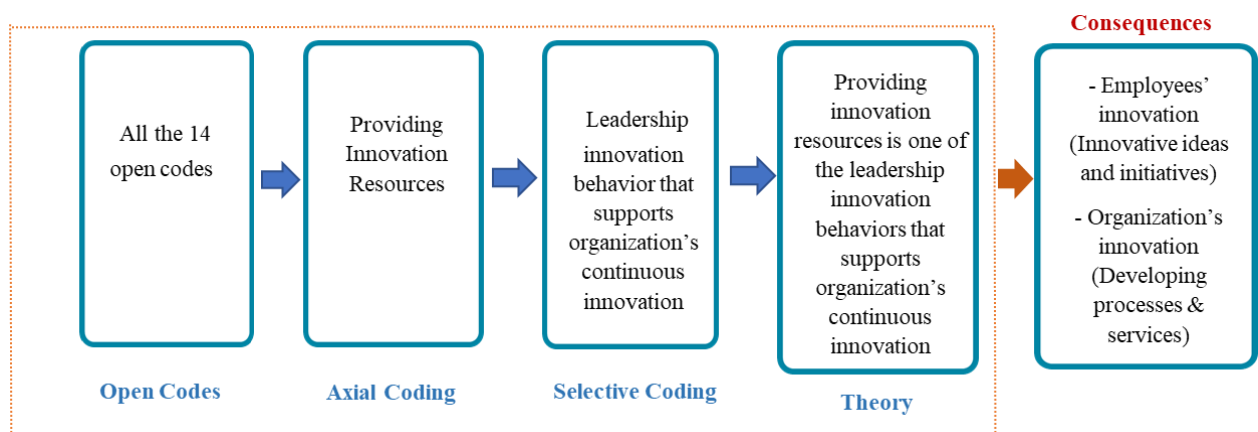 All the 14
open codes
Open Codes
Providing
Innovation
Resources
Axial Coding
Leadership
innovation
behavior that
supports
organization’s
continuous
innovation
Selective Coding
Providing
innovation
resources is one of
the leadership
innovation
behaviors that
supports
organization’s
continuous
innovation
Theory
Consequences
- Employees’
innovation
(Innovative ideas
and initiatives)
- Organization’s
innovation
(Developing
processes &
services)